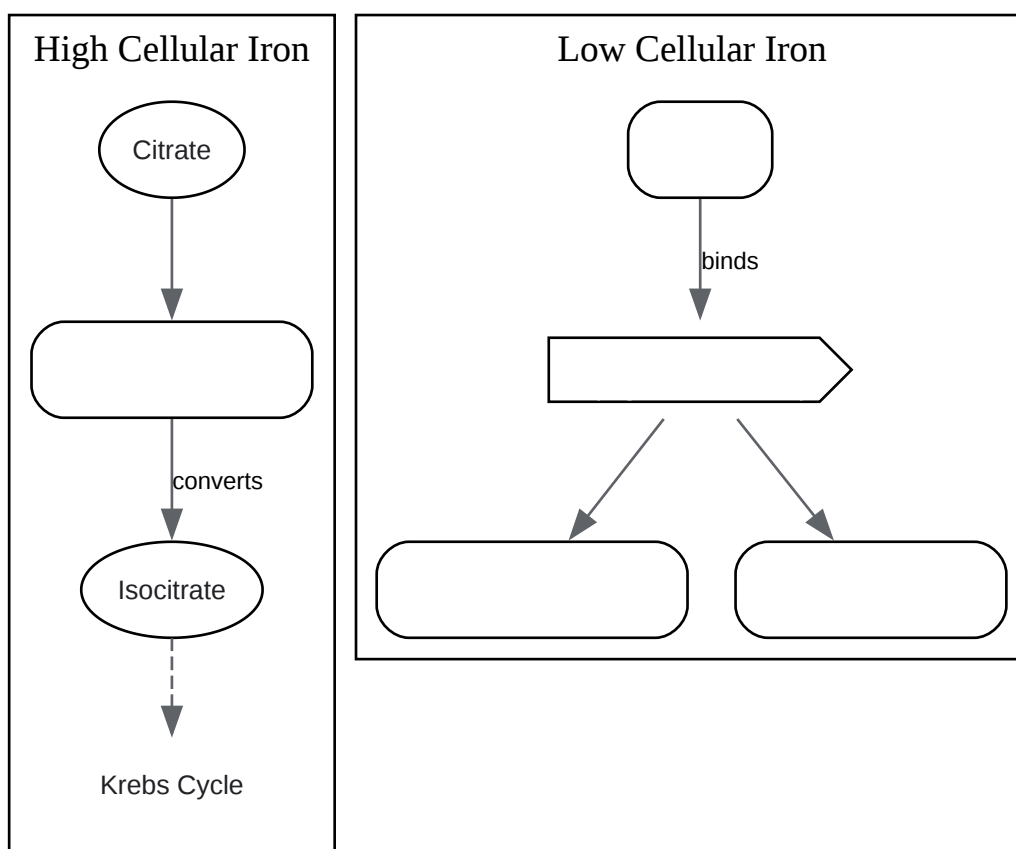 High Cellular Iron
Citrate
converts
Isocitrate
Krebs Cycle
Low Cellular Iron
binds